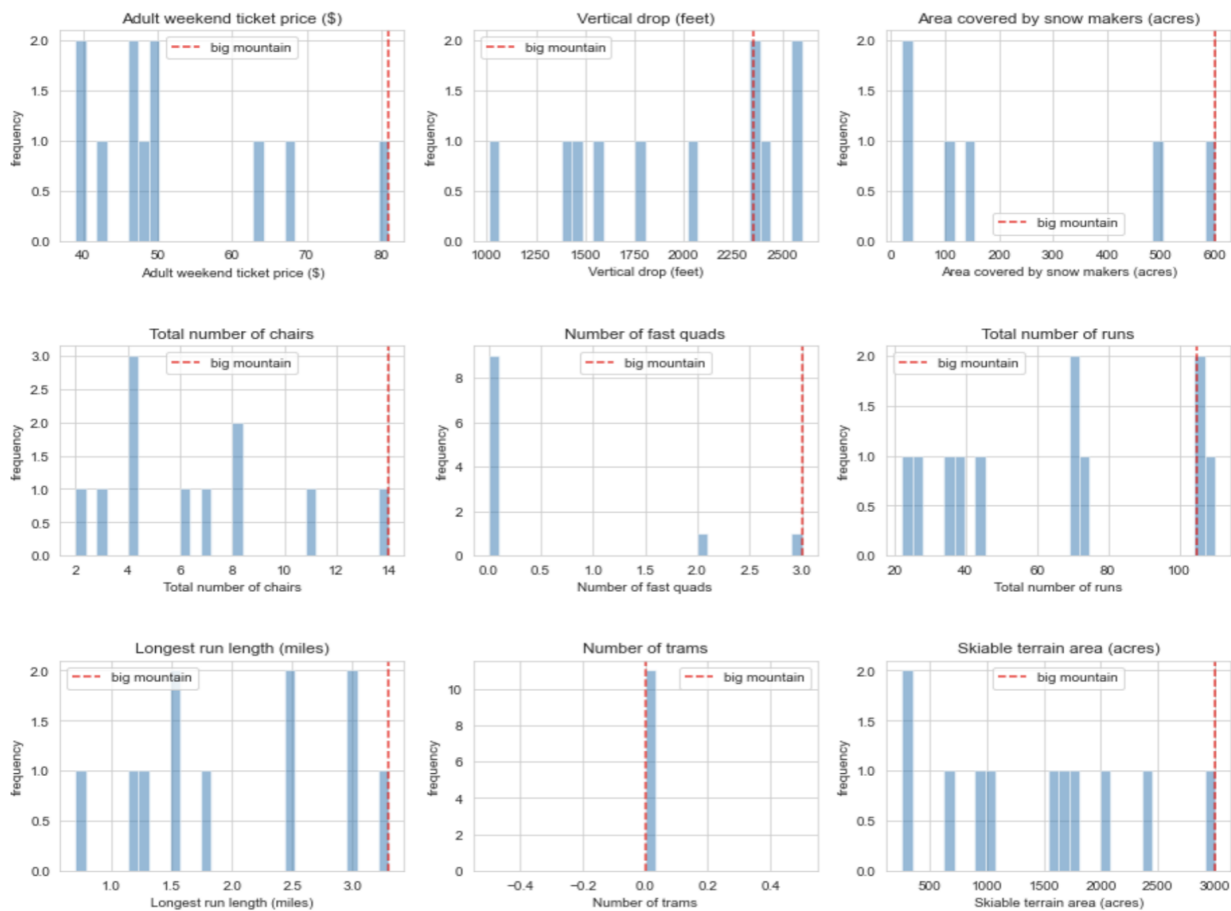 Adult weekend ticket price ($)
big mountain
frequency
2.0
1.5
1.0
0.5
0.0
40 50 60 70 80
Adult weekend ticket price ($)
Vertical drop (feet)
big mountain
frequency
2.0
1.5
1.0
0.5
0.0
1000 1250 1500 1750 2000 2250 2500
Vertical drop (feet)
Area covered by snow makers (acres)
frequency
2.0
1.5
1.0
0.5
0.0
big mountain
0 100 200 300 400 500 600
Area covered by snow makers (acres)
Total number of chairs
big mountain
frequency
3.0
2.5
2.0
1.5
1.0
0.5
0.0
2 4 6 8 10 12 14
Total number of chairs
Number of fast quads
big mountain
frequency
8
6
4
2
0
0.0 0.5 1.0 1.5 2.0 2.5 3.0
Number of fast quads
Total number of runs
big mountain
frequency
2.0
1.5
1.0
0.5
0.0
20 40 60 80 100
Total number of runs
Longest run length (miles)
big mountain
frequency
2.0
1.5
1.0
0.5
0.0
1.0 1.5 2.0 2.5 3.0
Longest run length (miles)
Number of trams
big mountain
frequency
10
8
6
4
2
0
−0.4 −0.2 0.0 0.2 0.4
Number of trams
Skiable terrain area (acres)
big mountain
frequency
2.0
1.5
1.0
0.5
0.0
500 1000 1500 2000 2500 3000
Skiable terrain area (acres)